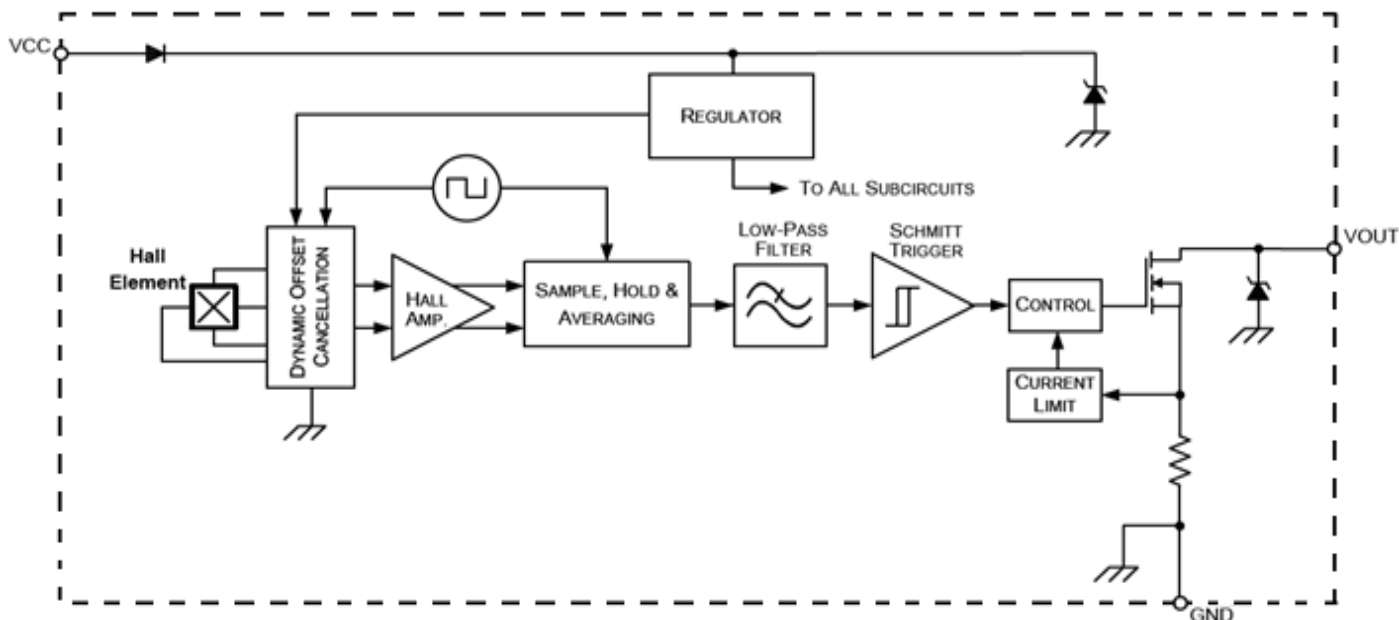 VCC
REGULATOR
TO ALL SUBCIRCUITS
LOW-PASS
FILTER
SCHMITT
TRIGGER
VOUT
Hall
Element
DYNAMIC OFFSET
CANCELLATION
HALL
AMP.
SAMPLE, HOLD &
AVERAGING
CONTROL
CURRENT
LIMIT
GND